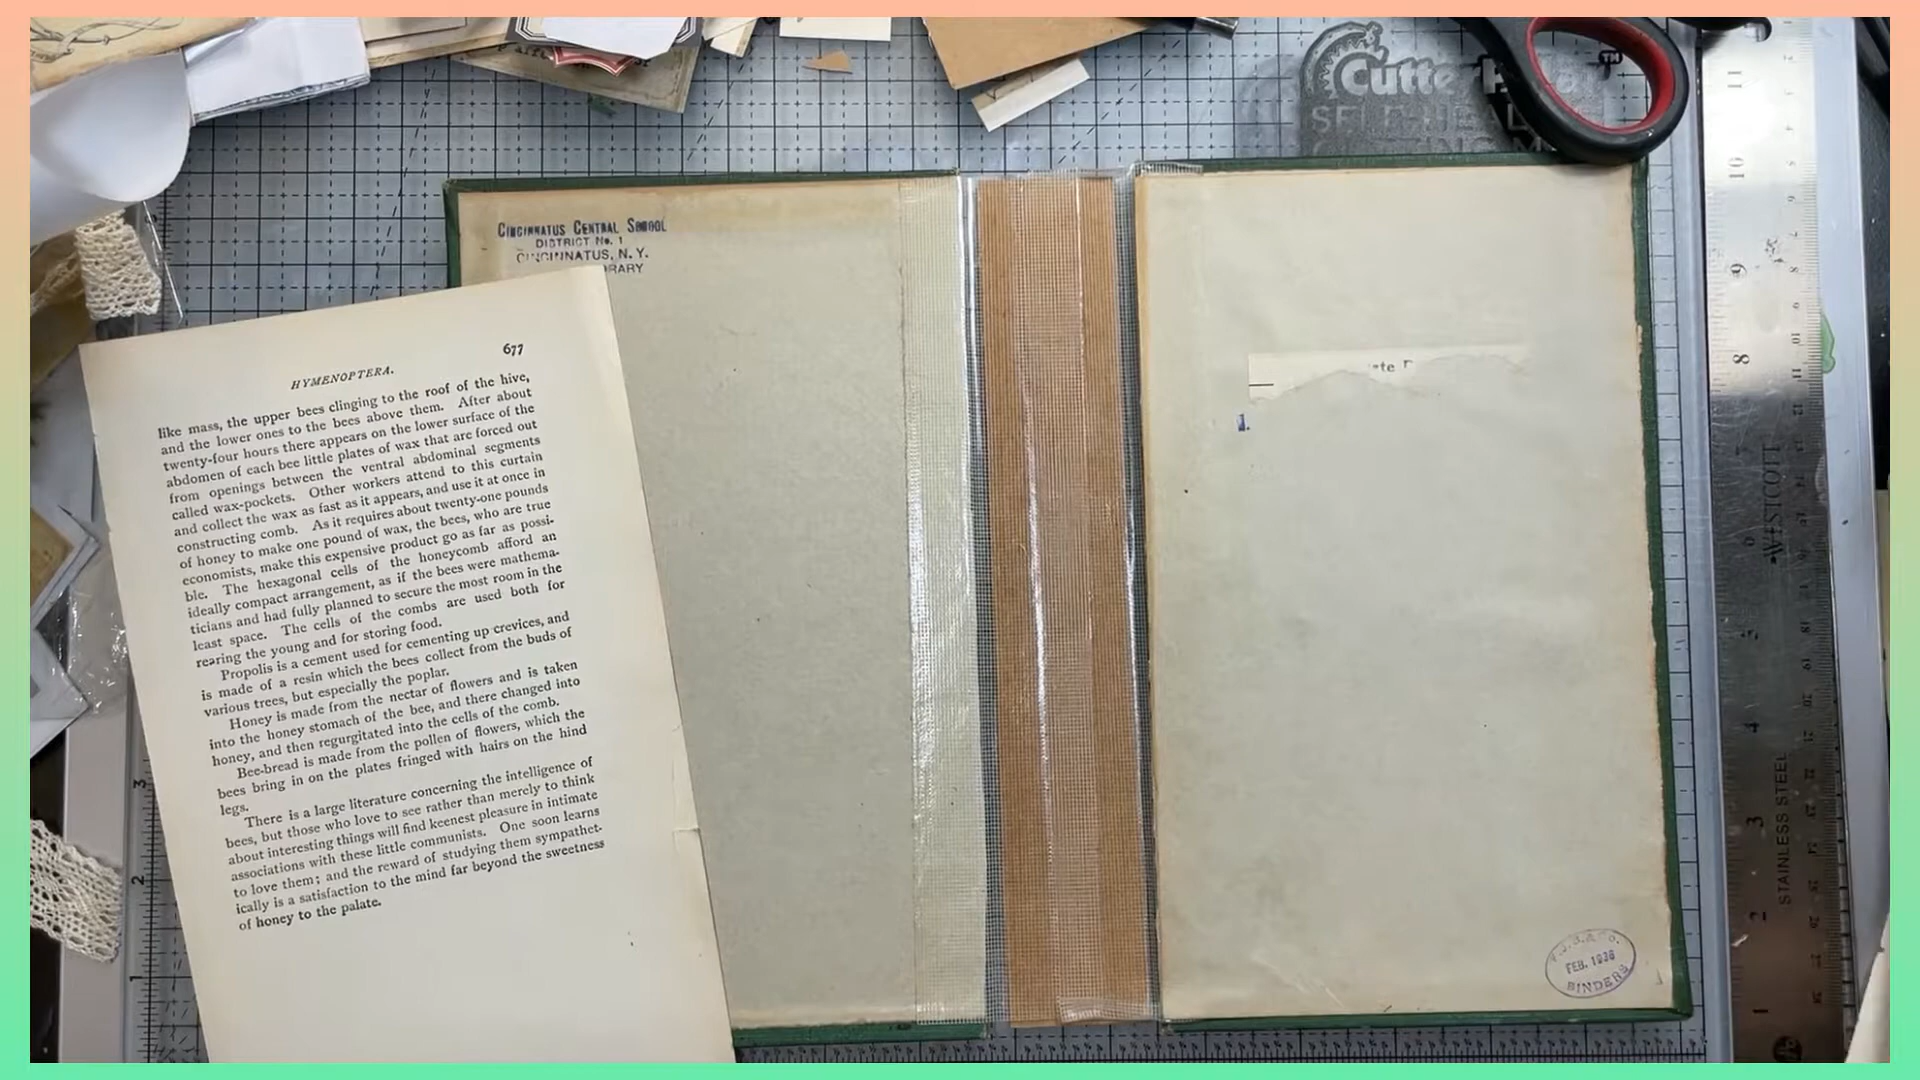 Cutter
CINCINNATUS CENTRAL SCHOOL
DISTRICT No. 1
CINCINNATUS, N. Y.
677
HYMENOPTERA.
like mass, the upper bees clinging to the roof of the hive,
and the lower ones to the bees above them. After about
twenty-four hours there appears on the lower surface of the
abdomen of each bee little plates of wax that are forced out
from openings between the ventral abdominal segments
called wax-pockets. Other workers attend to this curtain
and collect the wax as fast as it appears, and use it at once in
constructing comb. As it requires about twenty-one pounds
of honey to make one pound of wax, the bees, who are true
economists, make this expensive product go as far as possi-
ble. The hexagonal cells of the honeycomb afford an
ideally compact arrangement, as if the bees were mathema-
ticians and had fully planned to secure the most room in the
least space. The cells of the combs are used both for
rearing the young and for storing food.
Propolis is a cement used for cementing up crevices, and
is made of a resin which the bees collect from the buds of
various trees, but especially the poplar.
Honey is made from the nectar of flowers and is taken
into the honey stomach of the bee, and there changed into
honey, and then regurgitated into the cells of the comb.
Bee-bread is made from the pollen of flowers, which the
bees bring in on the plates fringed with hairs on the hind
legs.
There is a large literature concerning the intelligence of
bees, but those who love to see rather than merely to think
about interesting things will find keenest pleasure in intimate
associations with these little communists. One soon learns
to love them; and the reward of studying them sympathet-
ically is a satisfaction to the mind far beyond the sweetness
of honey to the palate.
FEB. 1938
BINDERS
WESTCOTT
STAINLESS STEEL